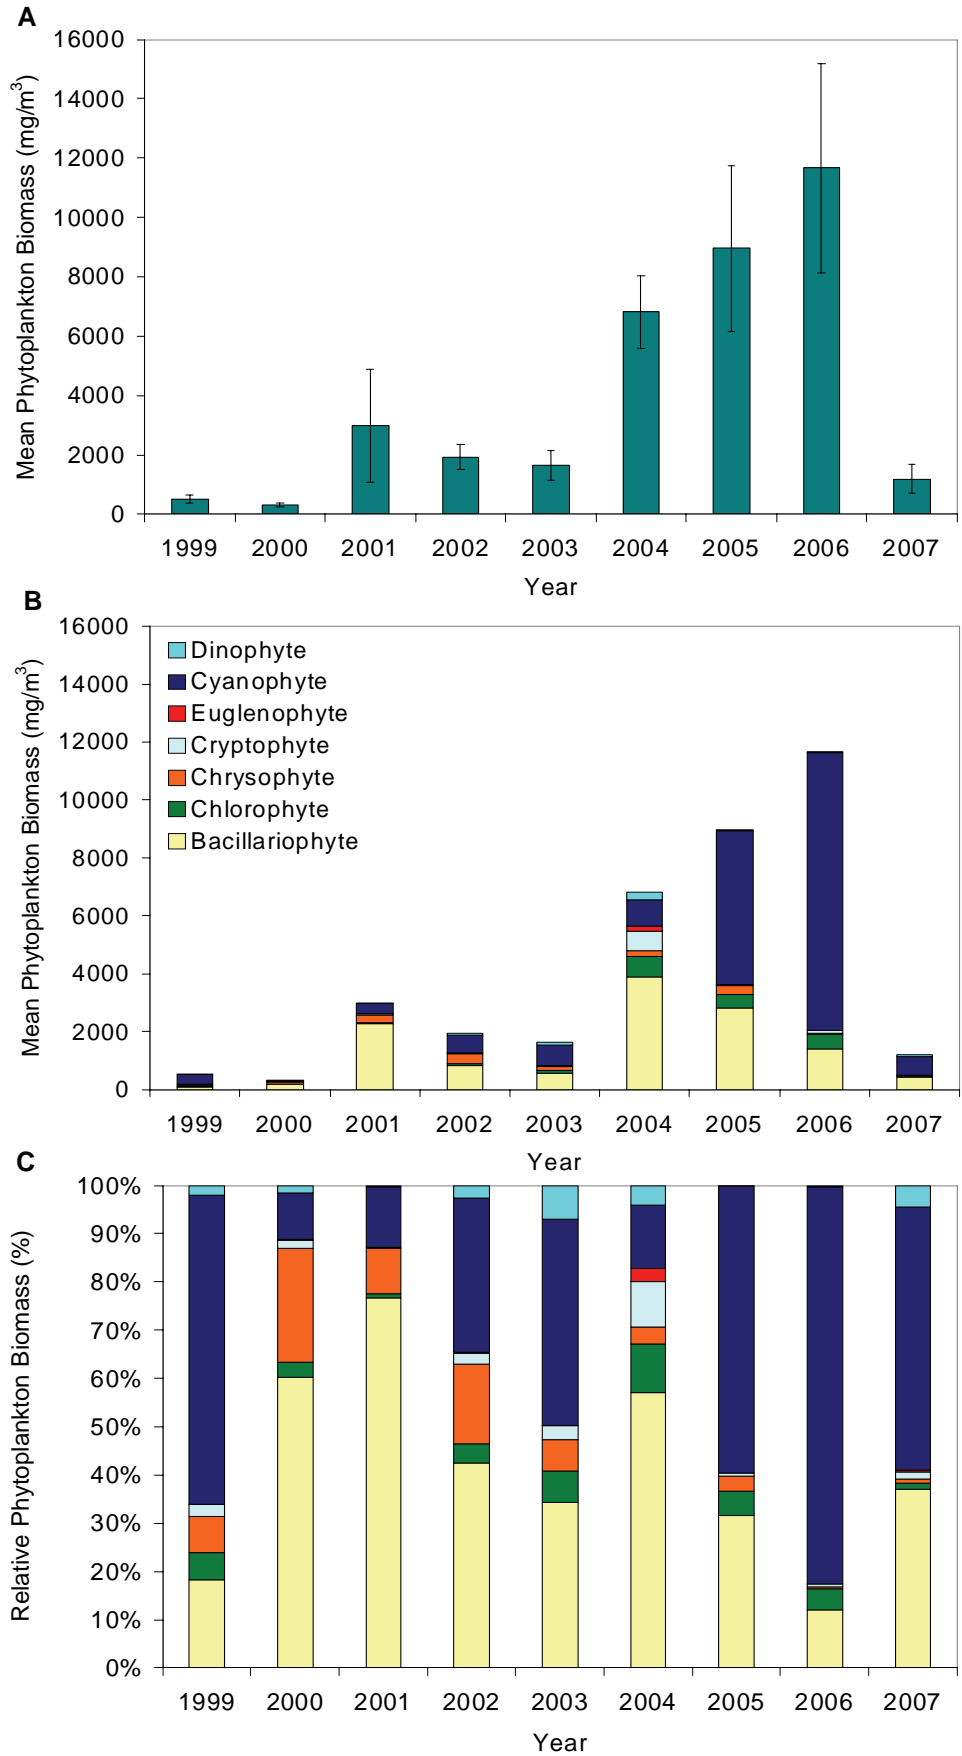 A
Mean Phytoplankton Biomass (mg/m³)
16000
14000
12000
10000
8000
6000
4000
2000
0
1999 2000 2001 2002 2003 2004 2005 2006 2007
Year
B
Mean Phytoplankton Biomass (mg/m³)
16000
14000
12000
10000
8000
6000
4000
2000
0
Dinophyte
Cyanophyte
Euglenophyte
Cryptophyte
Chrysophyte
Chlorophyte
Bacillariophyte
1999 2000 2001 2002 2003 2004 2005 2006 2007
Year
C
Relative Phytoplankton Biomass (%)
100%
90%
80%
70%
60%
50%
40%
30%
20%
10%
0%
1999 2000 2001 2002 2003 2004 2005 2006 2007
Year